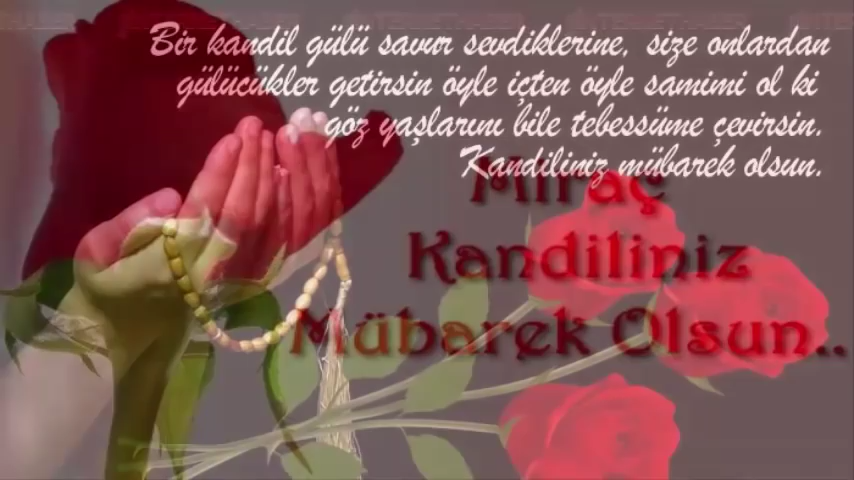 Bir kandil gülü savur sevdiklerine, size onlardan
gülücükler getirsin öyle içten öyle samimi ol ki
göz yaşlarını bile tebessüme çevirsin.
Kandiliniz mübarek olsun.
Miraç
Kandiliniz
Mübarek Olsun..